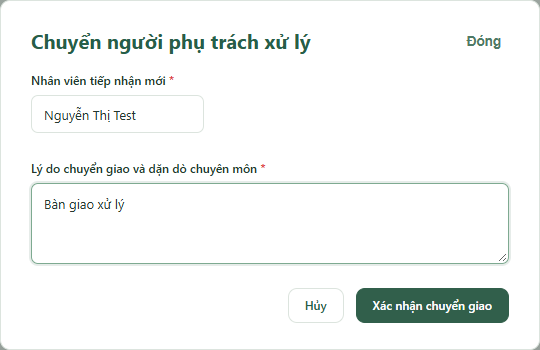 Chuyển người phụ trách xử lý
Đóng
Nhân viên tiếp nhận mới *
Nguyễn Thị Test
Lý do chuyển giao và dặn dò chuyên môn *
Bàn giao xử lý
Hủy
Xác nhận chuyển giao